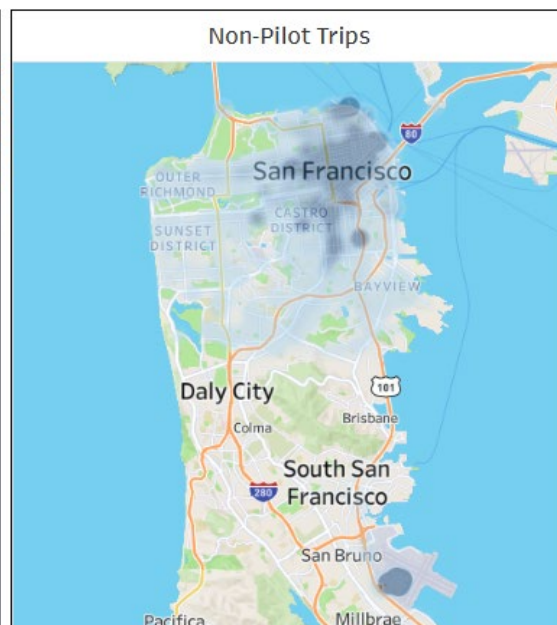 Non-Pilot Trips
80
San Francisco
OUTER
RICHMOND
CASTRO
DISTRICT
SUNSET
DISTRICT
BAYVIEW
Daly City
101
Brisbane
Colma
South San
Francisco
280
San Bruno
Pacifica
Millbrae